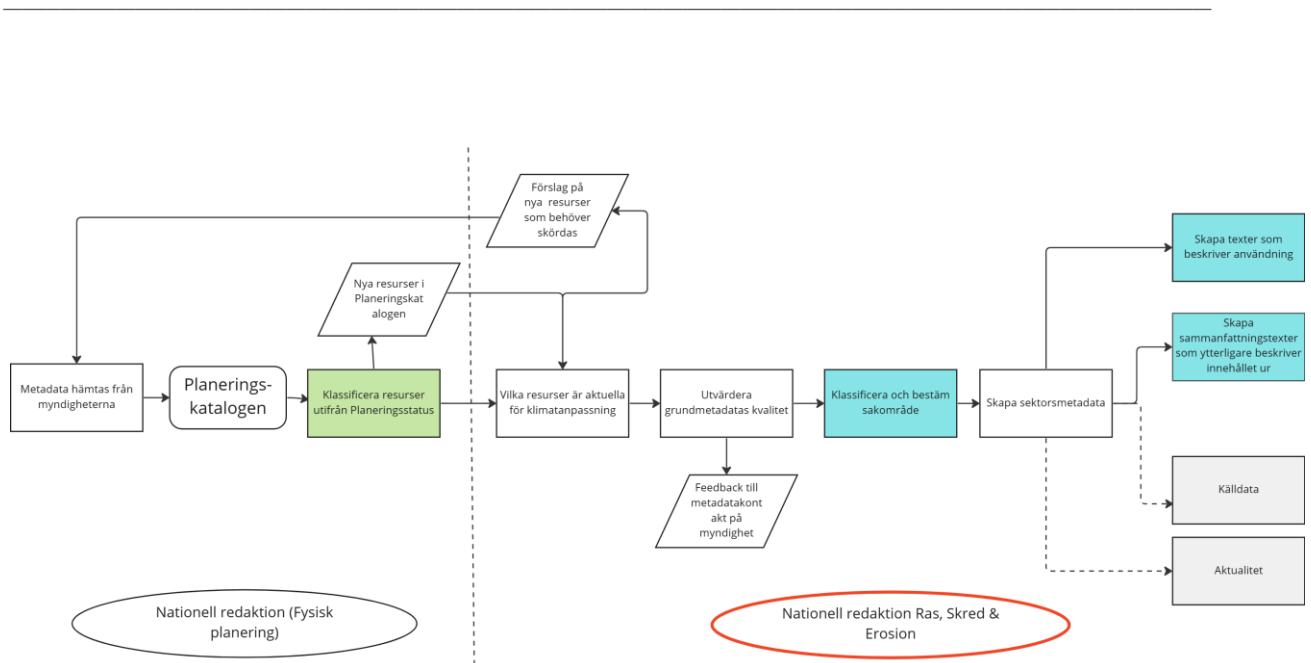 Förslag på
nya resurser
som behöver
skördas
Skapa texter som
beskriver användning
Nya resurser i
Planeringskat
alogen
Skapa
sammanfattningstexter
som ytterligare beskriver
innehållet ur
Metadata hämtas från
myndigheterna
Planerings-
katalogen
Klassificera resurser
utifrån Planeringsstatus
Vilka resurser är aktuella
för klimatanpassning
Utvärdera
grundmetadatas kvalitet
Klassificera och bestäm
sakområde
Skapa sektorsmetadata
Feedback till
metadatakont
akt på
myndighet
Källdata
Aktualitet
Nationell redaktion (Fysisk
planering)
Nationell redaktion Ras, Skred &
Erosion